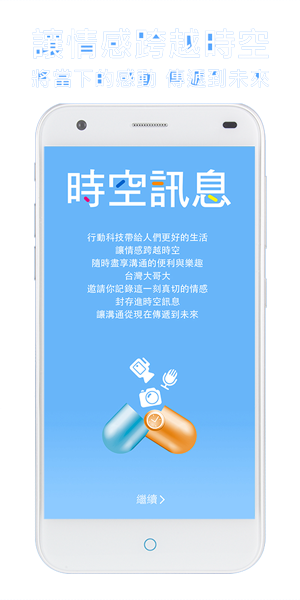 讓情感跨越時空
將當下的感動 傳遞到未來
時空訊息
行動科技帶給人們更好的生活
讓情感跨越時空
隨時盡享溝通的便利與樂趣
台灣大哥大
邀請你記錄這一刻真切的情感
封存進時空訊息
讓溝通從現在傳遞到未來
繼續